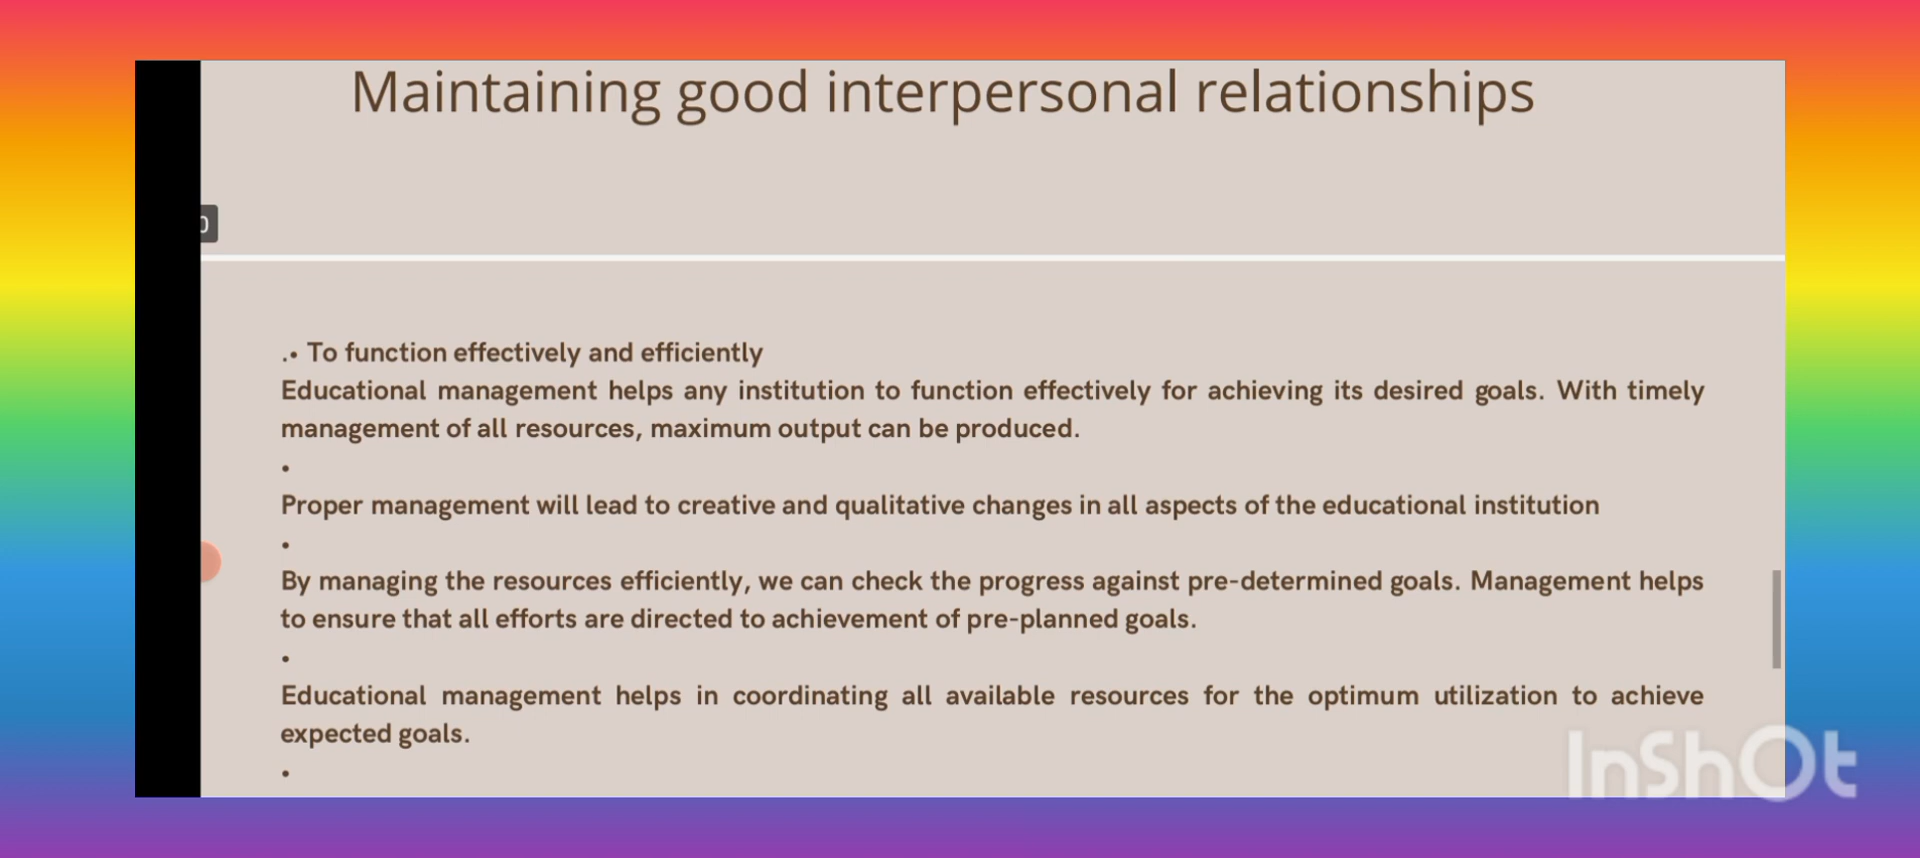 Maintaining good interpersonal relationships
.• To function effectively and efficiently
Educational management helps any institution to function effectively for achieving its desired goals. With timely
management of all resources, maximum output can be produced.
•
Proper management will lead to creative and qualitative changes in all aspects of the educational institution
•
By managing the resources efficiently, we can check the progress against pre-determined goals. Management helps
to ensure that all efforts are directed to achievement of pre-planned goals.
•
Educational management helps in coordinating all available resources for the optimum utilization to achieve
expected goals.
•
InShOt